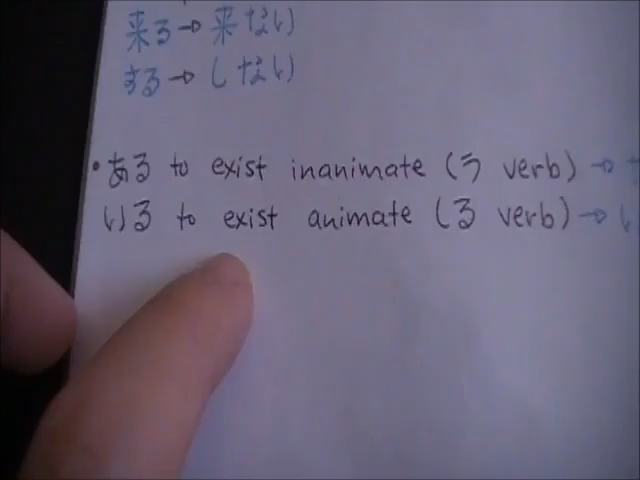 来る→来ない
する→しない
・ある to exist inanimate (う verb) →
いる to exist animate (る verb) →